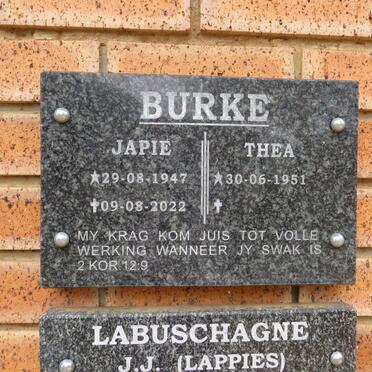 BURKE
JAPIE THEA
★29-08-1947 ★30-06-1951
✝09-08-2022 ✝
MY KRAG KOM JUIS TOT VOLLE
WERKING WANNEER JY SWAK IS
2 KOR 12:9
LABUSCHAGNE
J.J. (LAPPIES)